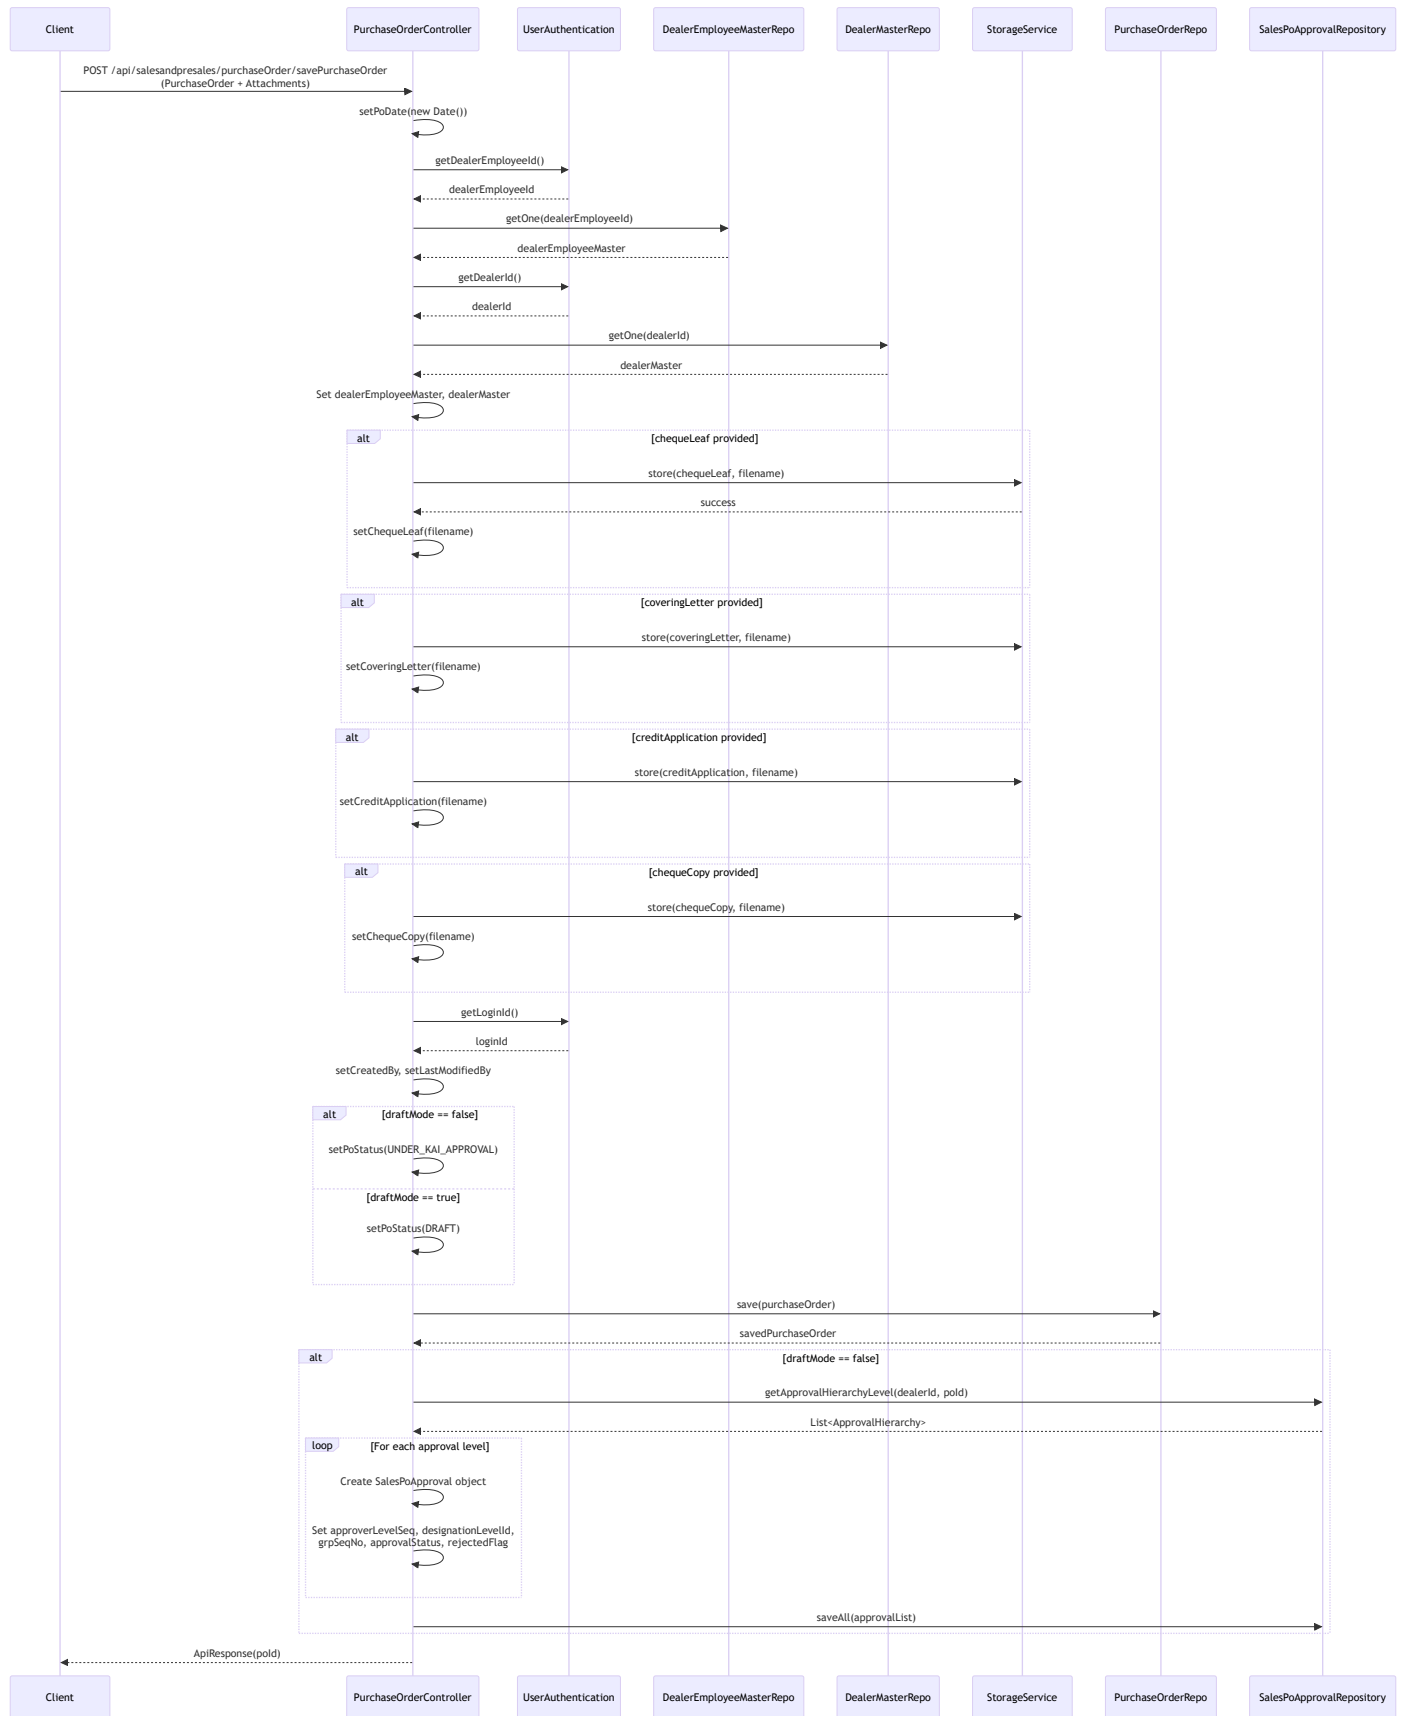 Client
PurchaseOrderController
UserAuthentication
DealerEmployeeMasterRepo
DealerMasterRepo
StorageService
PurchaseOrderRepo
SalesPoApprovalRepository
POST /api/salesandpresales/purchaseOrder/savePurchaseOrder
(PurchaseOrder + Attachments)
setPoDate(new Date())
getDealerEmployeeId()
dealerEmployeeId
getOne(dealerEmployeeId)
dealerEmployeeMaster
getDealerId()
dealerId
getOne(dealerId)
dealerMaster
Set dealerEmployeeMaster, dealerMaster
alt
[chequeLeaf provided]
store(chequeLeaf, filename)
success
setChequeLeaf(filename)
alt
[coveringLetter provided]
store(coveringLetter, filename)
setCoveringLetter(filename)
alt
[creditApplication provided]
store(creditApplication, filename)
setCreditApplication(filename)
alt
[chequeCopy provided]
store(chequeCopy, filename)
setChequeCopy(filename)
getLoginId()
loginId
setCreatedBy, setLastModifiedBy
alt
[draftMode == false]
setPoStatus(UNDER_KAI_APPROVAL)
[draftMode == true]
setPoStatus(DRAFT)
save(purchaseOrder)
savedPurchaseOrder
alt
[draftMode == false]
getApprovalHierarchyLevel(dealerId, poId)
List<ApprovalHierarchy>
loop
[For each approval level]
Create SalesPoApproval object
Set approverLevelSeq, designationLevelId,
grpSeqNo, approvalStatus, rejectedFlag
saveAll(approvalList)
ApiResponse(poId)
Client
PurchaseOrderController
UserAuthentication
DealerEmployeeMasterRepo
DealerMasterRepo
StorageService
PurchaseOrderRepo
SalesPoApprovalRepository